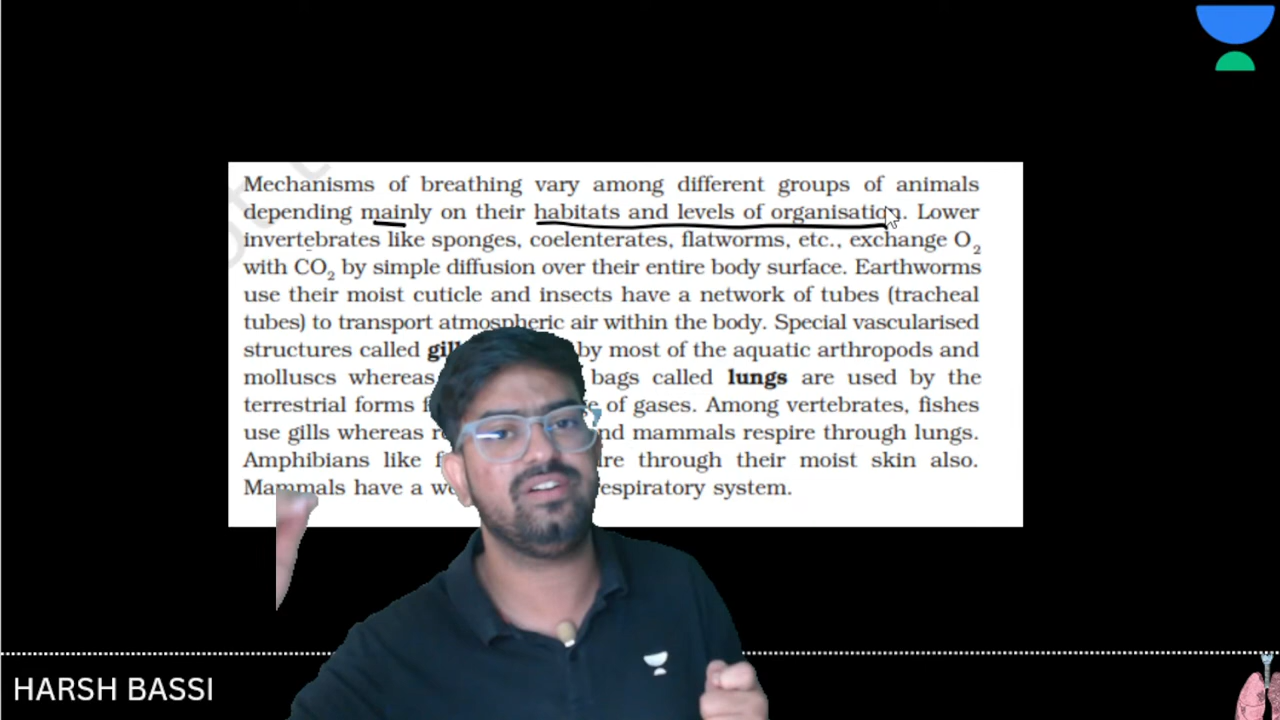 Mechanisms of breathing vary among different groups of animals
depending mainly on their habitats and levels of organisation. Lower
invertebrates like sponges, coelenterates, flatworms, etc., exchange O₂
with CO₂ by simple diffusion over their entire body surface. Earthworms
use their moist cuticle and insects have a network of tubes (tracheal
tubes) to transport atmospheric air within the body. Special vascularised
structures called by most of the aquatic arthropods and
molluscs whereas bags called lungs are used by the
terrestrial forms of gases. Among vertebrates, fishes
use gills whereas and mammals respire through lungs.
Amphibians like through their moist skin also.
Mammals have a respiratory system.
HARSH BASSI